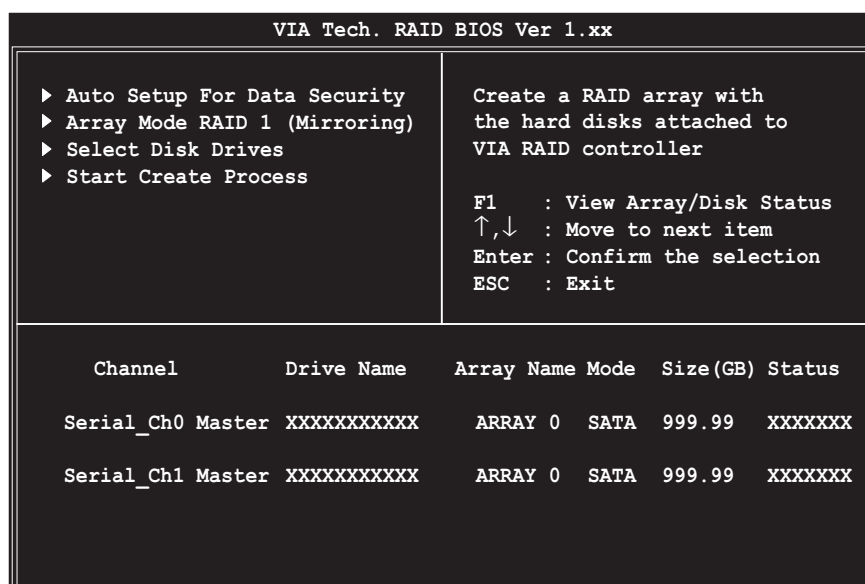 VIA Tech. RAID BIOS Ver 1.xx
Auto Setup For Data Security
Array Mode RAID 1 (Mirroring)
Select Disk Drives
Start Create Process
Create a RAID array with
the hard disks attached to
VIA RAID controller
F1 : View Array/Disk Status
↑,↓ : Move to next item
Enter : Confirm the selection
ESC : Exit
Channel Drive Name Array Name Mode Size(GB) Status
Serial_Ch0 Master XXXXXXXXXXX ARRAY 0 SATA 999.99 XXXXXXX
Serial_Ch1 Master XXXXXXXXXXX ARRAY 0 SATA 999.99 XXXXXXX